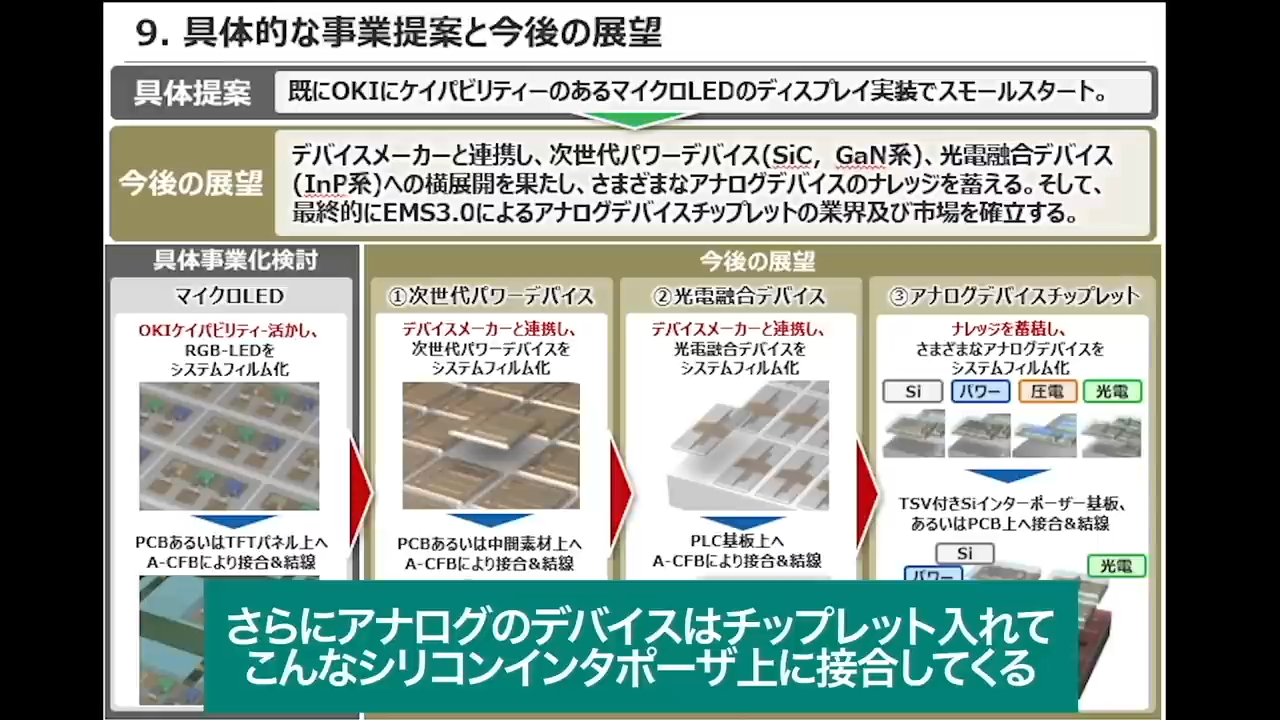 9. 具体的な事業提案と今後の展望
具体提案
既にOKIにケイパビリティーのあるマイクロLEDのディスプレイ実装でスモールスタート。
今後の展望
デバイスメーカーと連携し、次世代パワーデバイス(SiC, GaN系)、光電融合デバイス
(InP系)への横展開を果たし、さまざまなアナログデバイスのナレッジを蓄える。そして、
最終的にEMS3.0によるアナログデバイスチップレットの業界及び市場を確立する。
具体事業化検討
今後の展望
マイクロLED
OKIケイパビリティ-活かし、
RGB-LEDを
システムフィルム化
PCBあるいはTFTパネル上へ
A-CFBにより接合&結線
①次世代パワーデバイス
デバイスメーカーと連携し、
次世代パワーデバイスを
システムフィルム化
PCBあるいは中間素材上へ
A-CFBにより接合&結線
②光電融合デバイス
デバイスメーカーと連携し、
光電融合デバイスを
システムフィルム化
PLC基板上へ
A-CFBにより接合&結線
③アナログデバイスチップレット
ナレッジを蓄積し、
さまざまなアナログデバイスを
システムフィルム化
Si パワー 圧電 光電
TSV付きSiインターポーザー基板、
あるいはPCB上へ接合&結線
Si
光電
パワー
さらにアナログのデバイスはチップレット入れて
こんなシリコンインタポーザ上に接合してくる